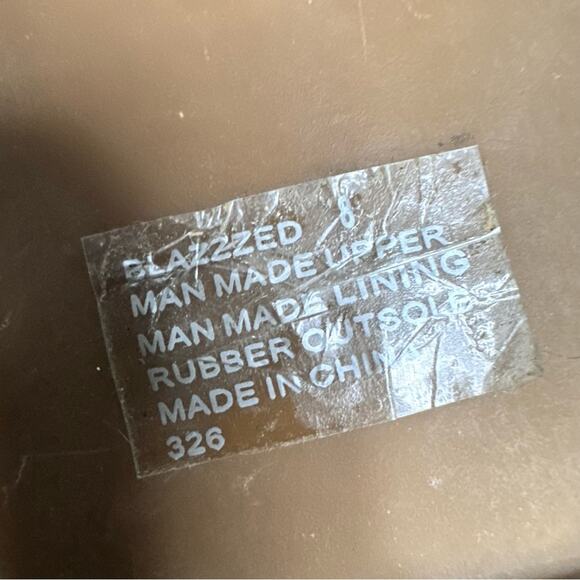 BLAZZZED 8
MAN MADE UPPER
MAN MADE LINING
RUBBER OUTSOLE
MADE IN CHINA
326